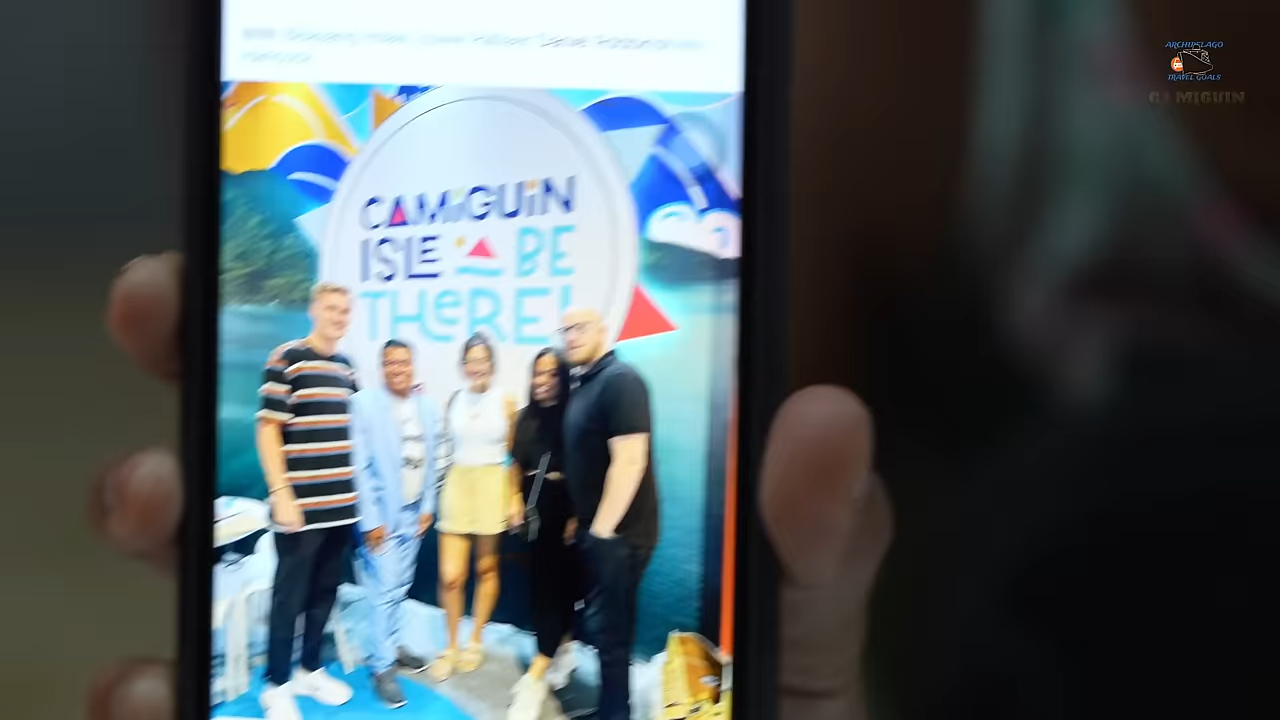 ARCHIPELAGO
TRAVEL GOALS
CAMIGUIN
CAMiGUiN
ISLE BE
THeRE!